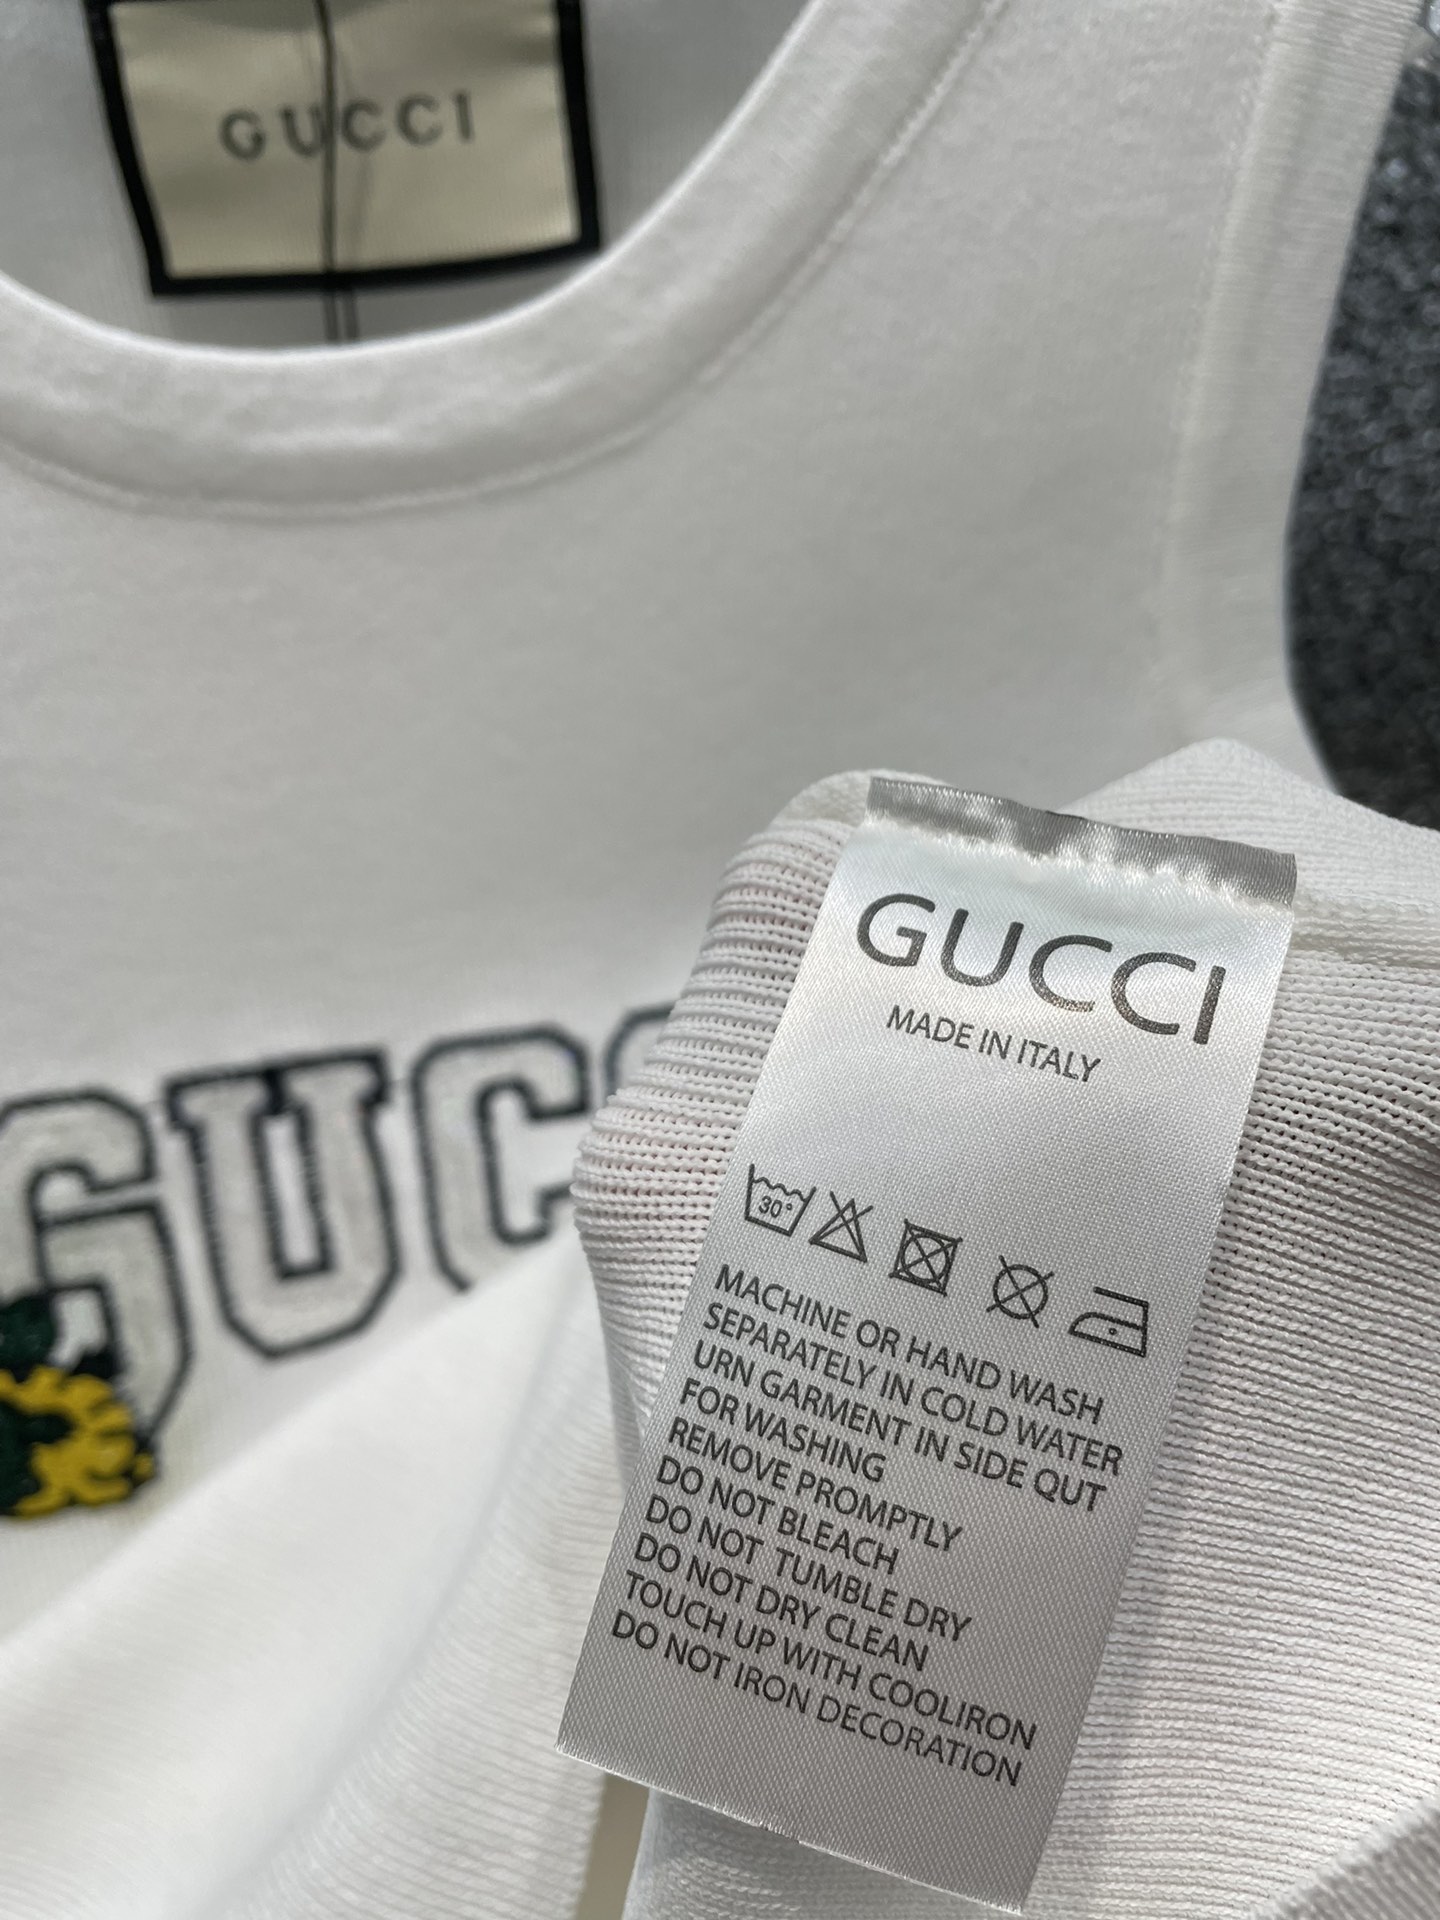 GUCCI
GUC
GUCCI
MADE IN ITALY
30°
MACHINE OR HAND WASH
SEPARATELY IN COLD WATER
URN GARMENT IN SIDE QUT
FOR WASHING
REMOVE PROMPTLY
DO NOT BLEACH
DO NOT TUMBLE DRY
DO NOT DRY CLEAN
TOUCH UP WITH COOLIRON
DO NOT IRON DECORATION